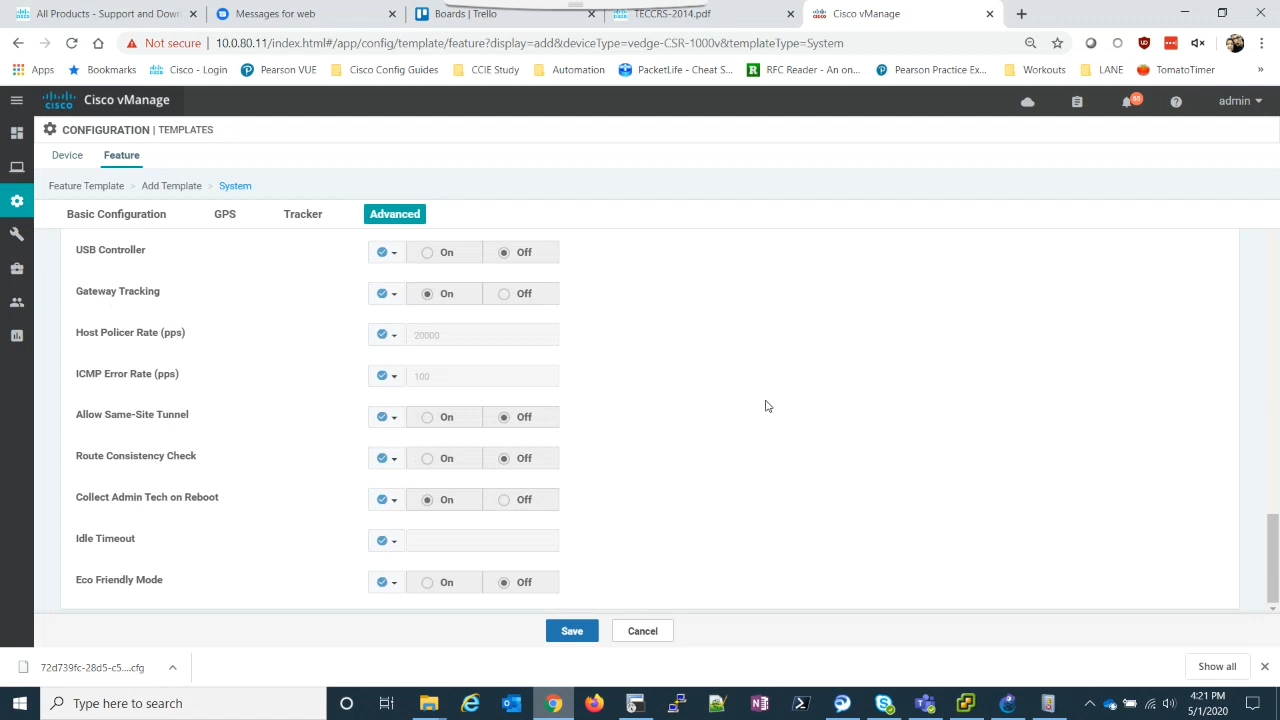 All Products - Support and Down
Messages for web
Boards | Trello
TECCRS-2014.pdf
Cisco vManage
Not secure 10.0.80.11/index.html#/app/config/template/feature?display=add&deviceType=vedge-CSR-1000v&templateType=System
Apps Bookmarks Cisco - Login Pearson VUE Cisco Config Guides CCIE Study Automation PacketLife - Cheat S... RFC Reader - An on... Pearson Practice Ex... Workouts LANE TomatoTimer »
CISCO Cisco vManage 65 admin
CONFIGURATION | TEMPLATES
Device Feature
Feature Template > Add Template > System
Basic Configuration GPS Tracker Advanced
USB Controller On Off
Gateway Tracking On Off
Host Policer Rate (pps) 20000
ICMP Error Rate (pps) 100
Allow Same-Site Tunnel On Off
Route Consistency Check On Off
Collect Admin Tech on Reboot On Off
Idle Timeout
Eco Friendly Mode On Off
Save Cancel
72d739fc-28d5-c5....cfg Show all
Type here to search
4:21 PM
5/1/2020